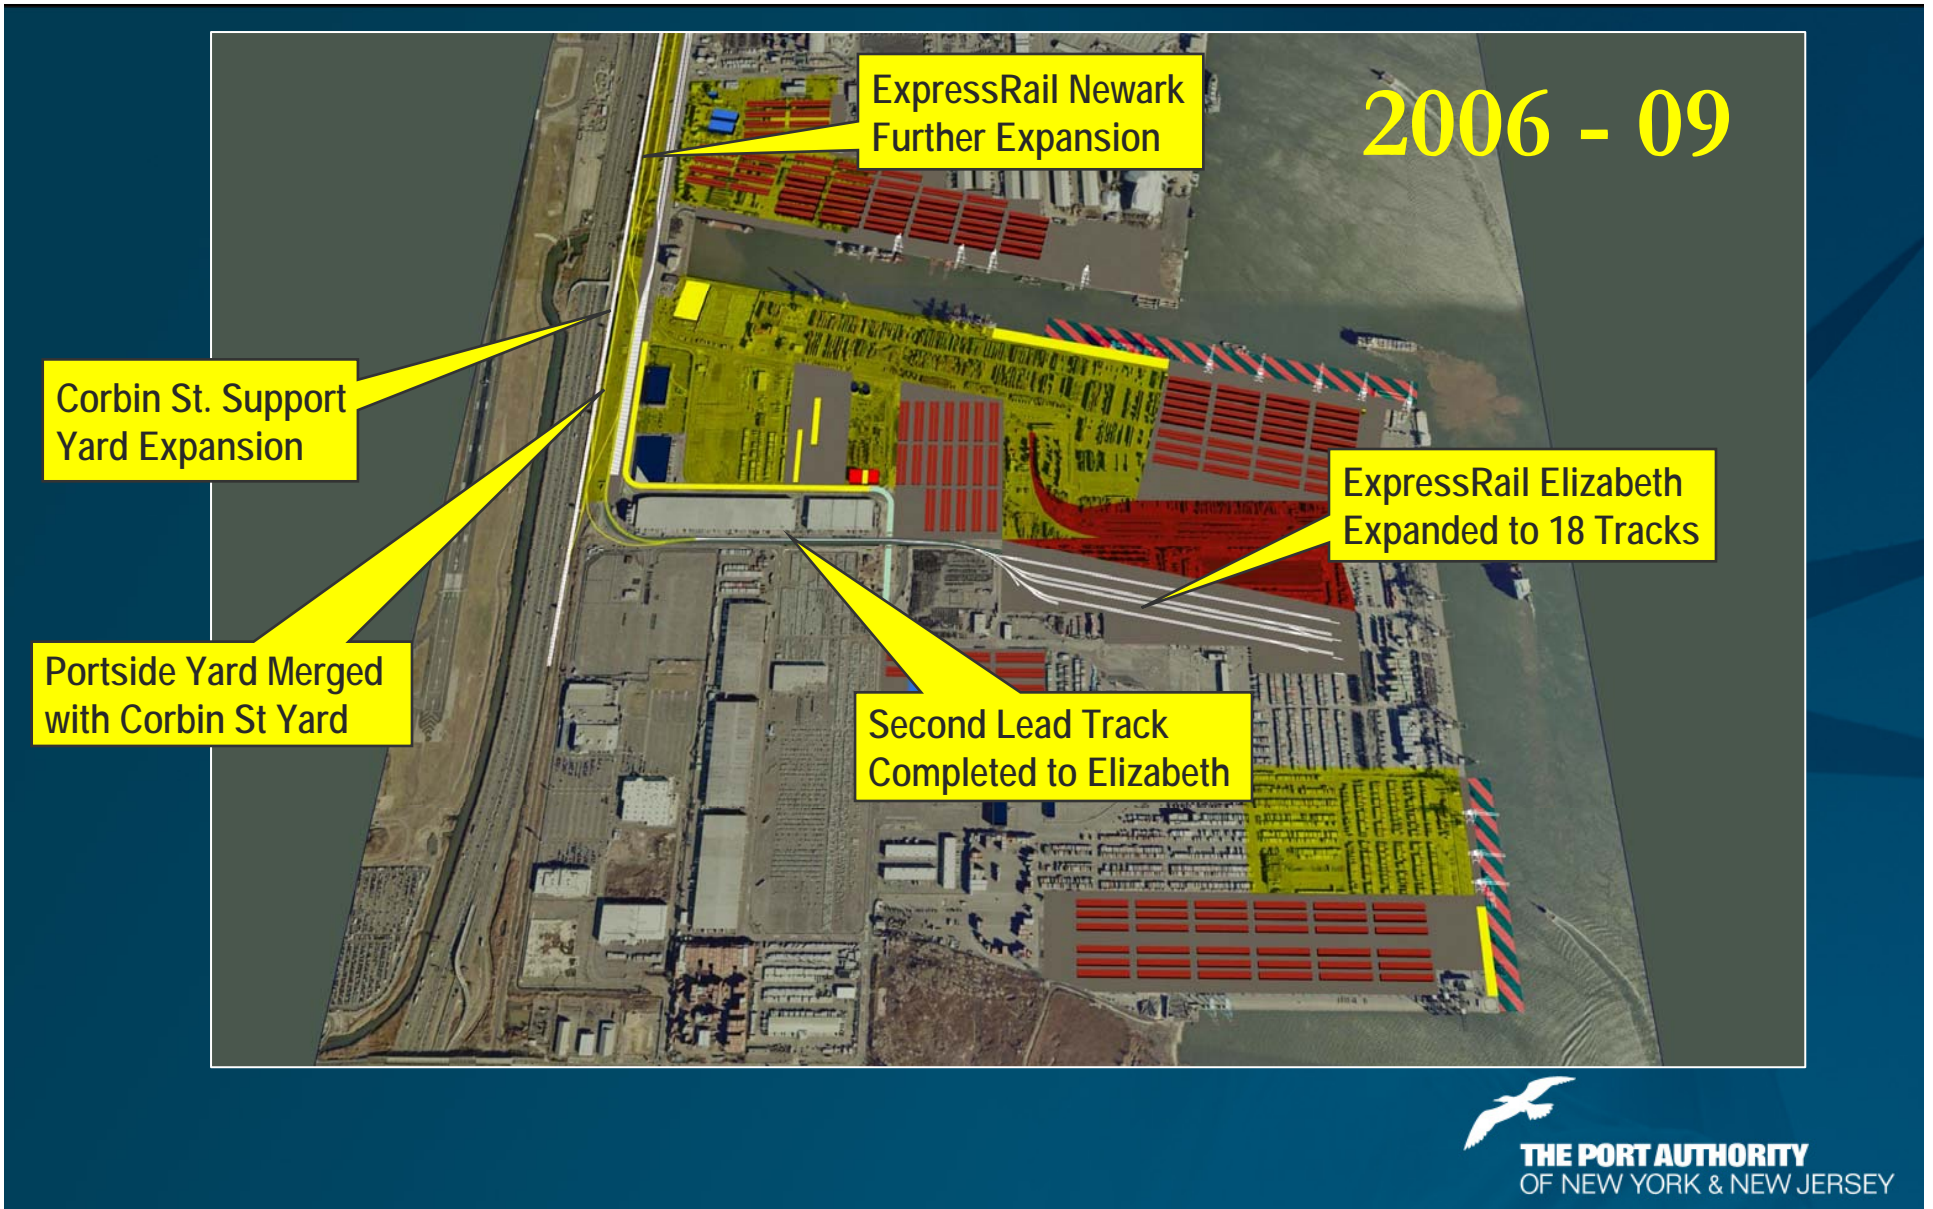 ExpressRail Newark
Further Expansion
2006 - 09
Corbin St. Support
Yard Expansion
ExpressRail Elizabeth
Expanded to 18 Tracks
Portside Yard Merged
with Corbin St Yard
Second Lead Track
Completed to Elizabeth
THE PORT AUTHORITY
OF NEW YORK & NEW JERSEY